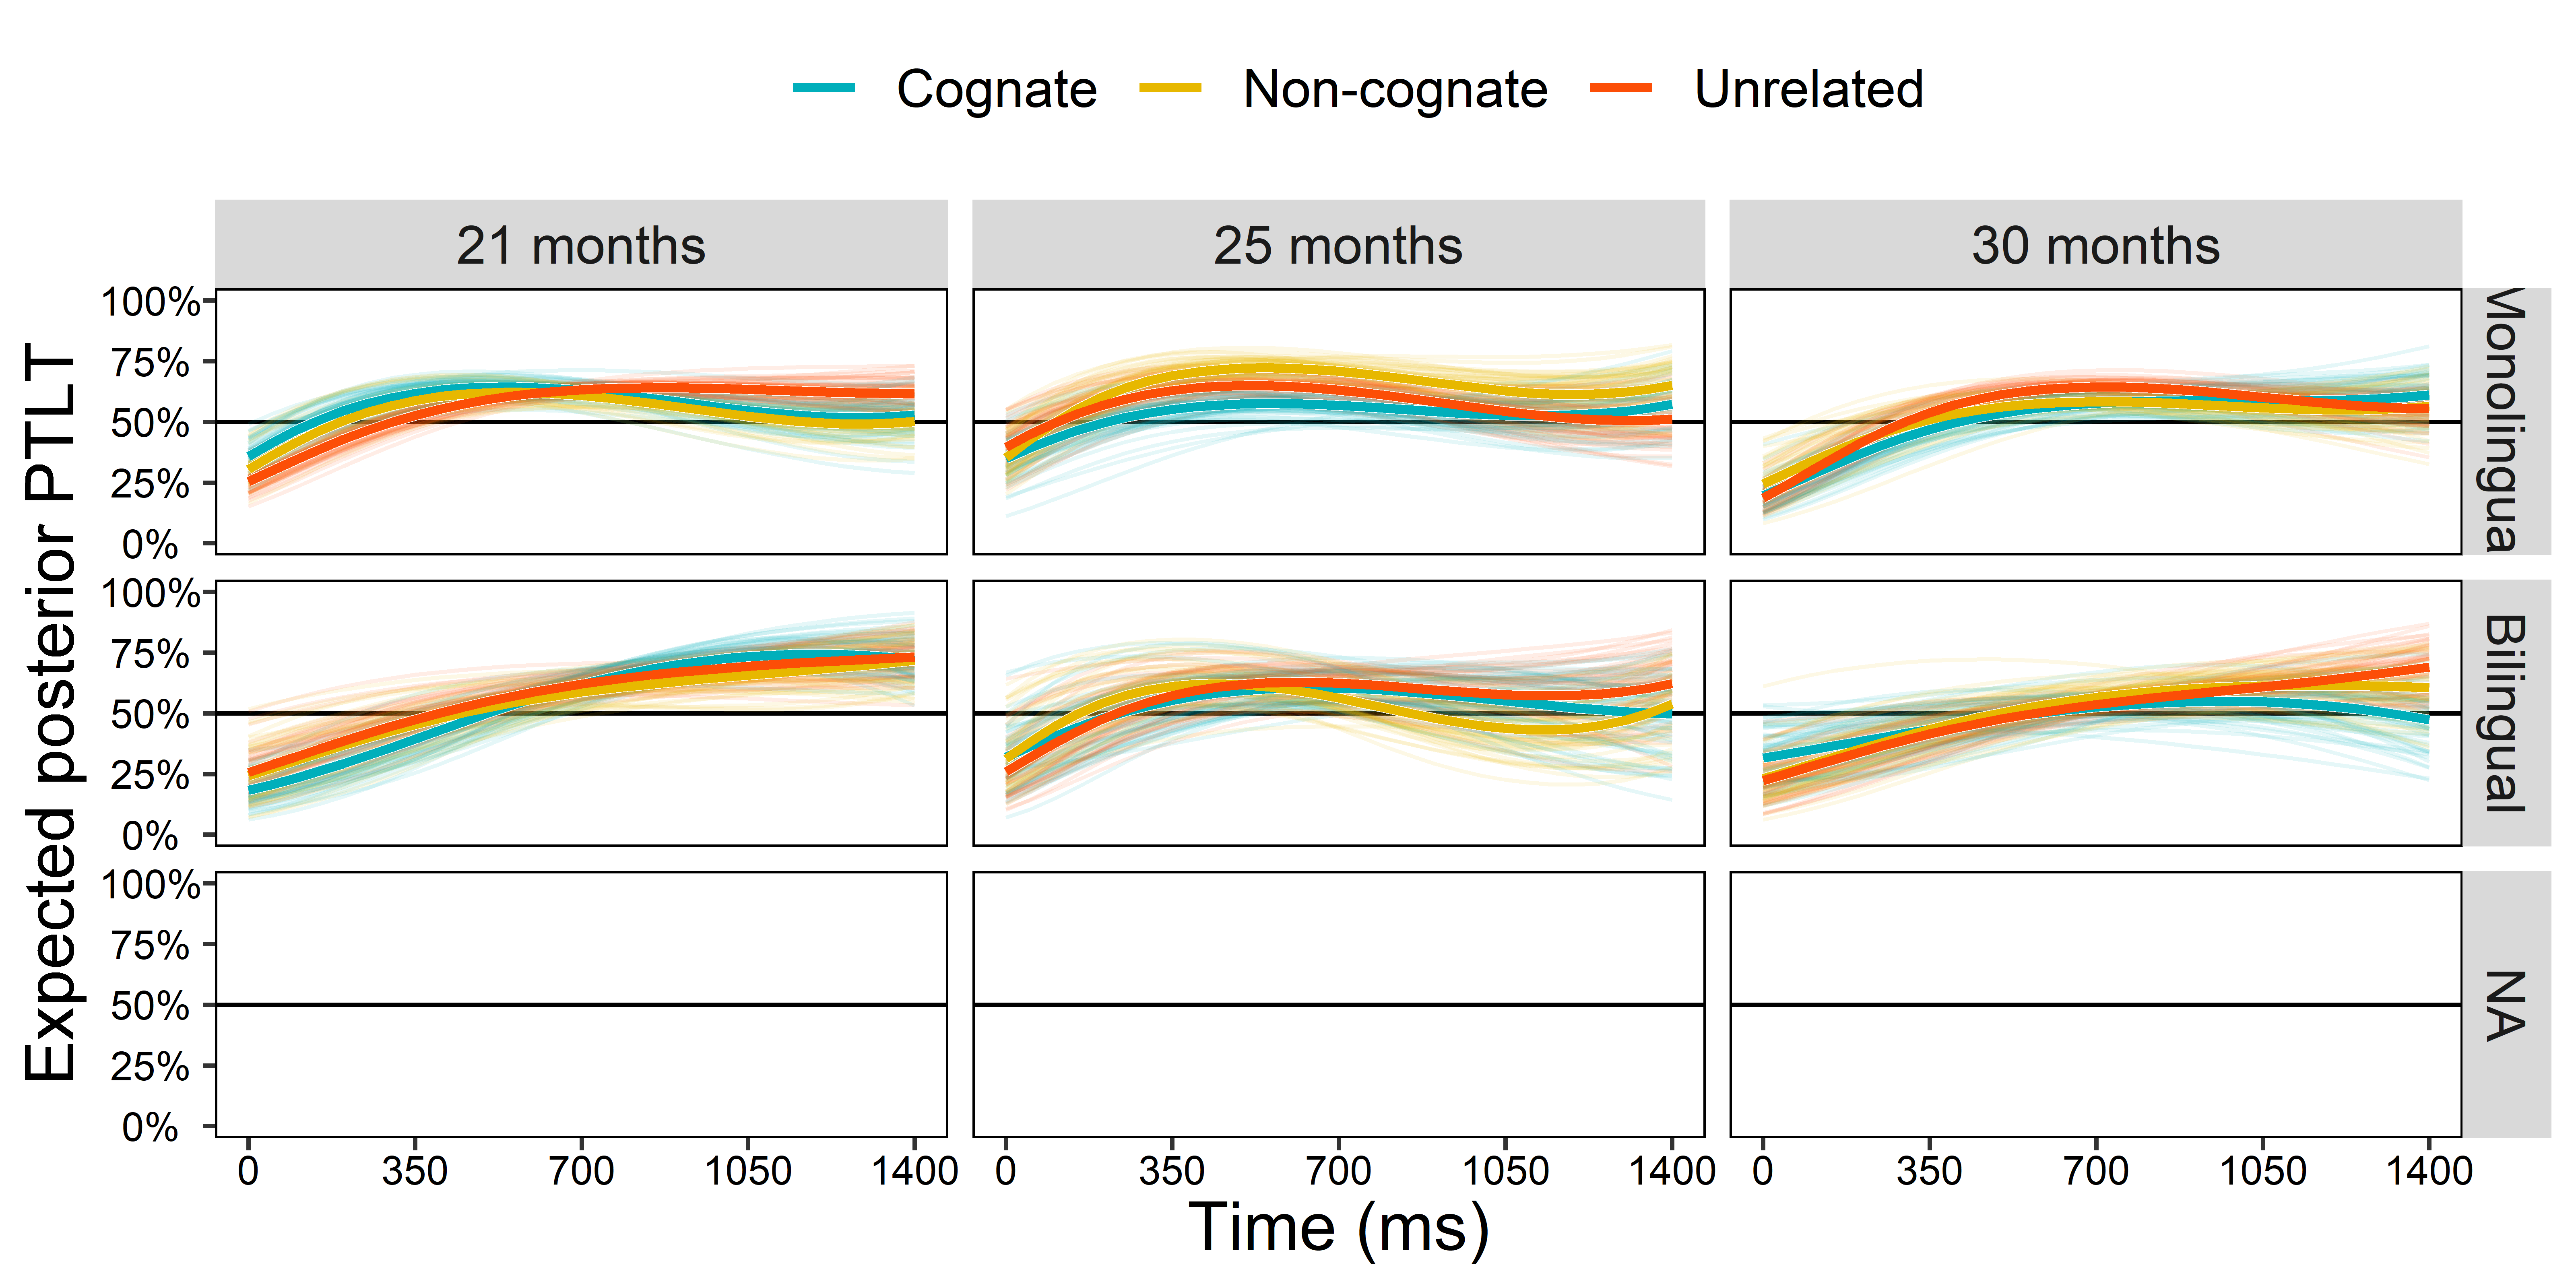 Cognate Non-cognate Unrelated
21 months 25 months 30 months
Expected posterior PTLT
100%
75%
50%
25%
0%
Monolingua
100%
75%
50%
25%
0%
Bilingual
100%
75%
50%
25%
0%
NA
0 350 700 1050 1400 0 350 700 1050 1400 0 350 700 1050 1400
Time (ms)